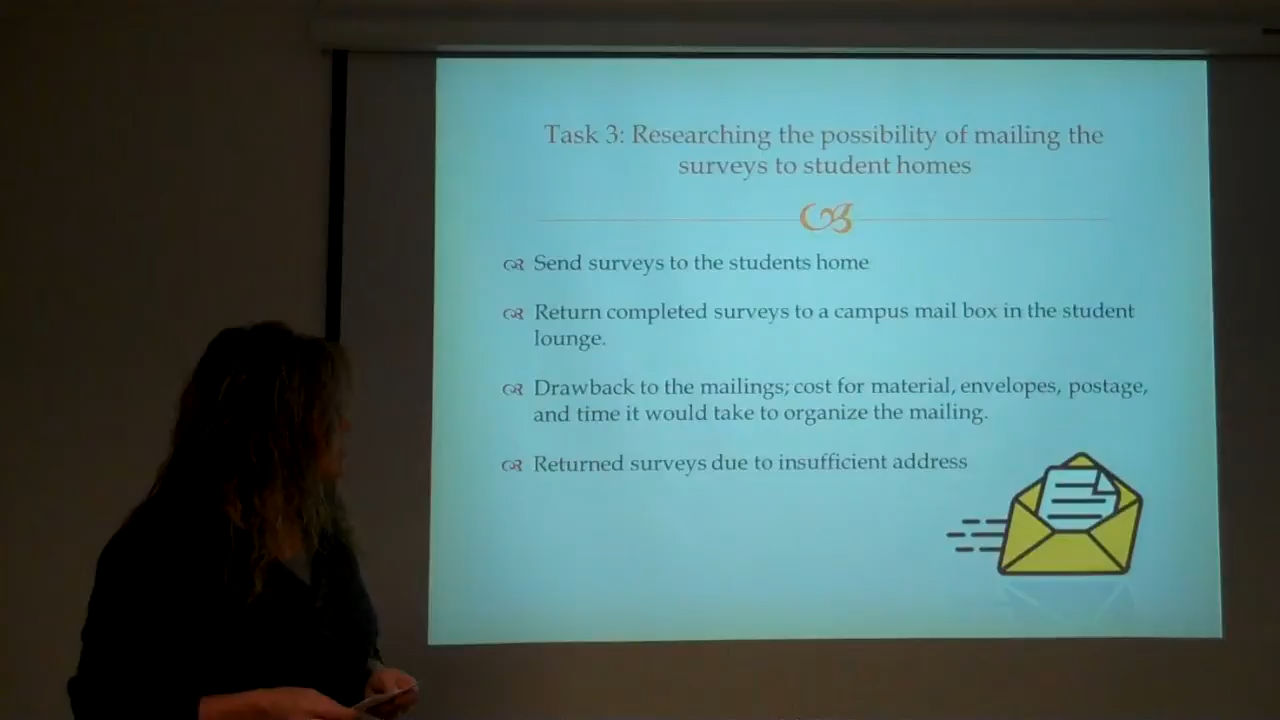 Task 3: Researching the possibility of mailing the
surveys to student homes
Send surveys to the students home
Return completed surveys to a campus mail box in the student
lounge.
Drawback to the mailings; cost for material, envelopes, postage,
and time it would take to organize the mailing.
Returned surveys due to insufficient address